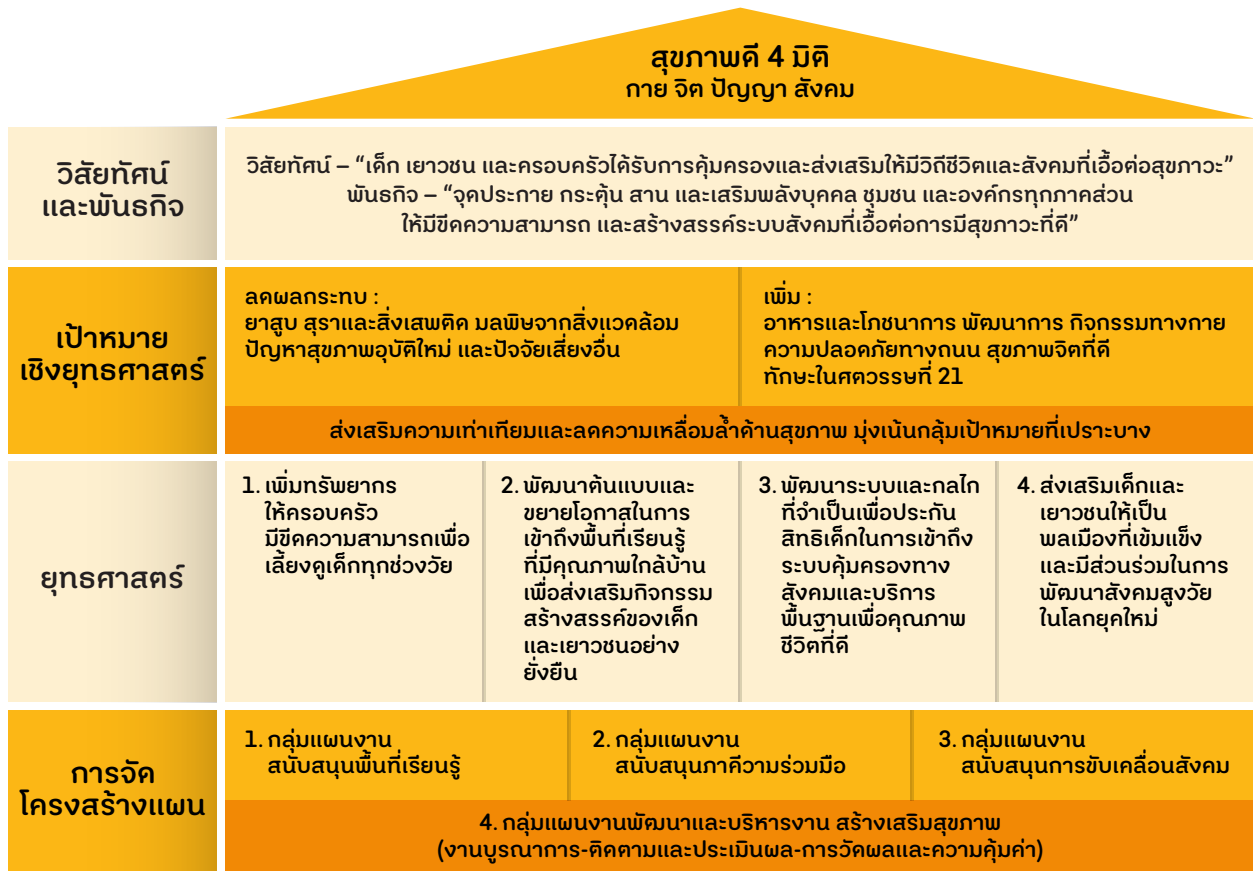 สุขภาพดี 4 มิติ
กาย จิต ปัญญา สังคม
วิสัยทัศน์
และพันธกิจ
วิสัยทัศน์ – “เด็ก เยาวชน และครอบครัวได้รับการคุ้มครองและส่งเสริมให้มีวิถีชีวิตและสังคมที่เอื้อต่อสุขภาวะ”
พันธกิจ – “จุดประกาย กระตุ้น สาน และเสริมพลังบุคคล ชุมชน และองค์กรทุกภาคส่วน
ให้มีขีดความสามารถ และสร้างสรรค์ระบบสังคมที่เอื้อต่อการมีสุขภาวะที่ดี”
เป้าหมาย
เชิงยุทธศาสตร์
ลดผลกระทบ :
ยาสูบ สุราและสิ่งเสพติด มลพิษจากสิ่งแวดล้อม
ปัญหาสุขภาพอุบัติใหม่ และปัจจัยเสี่ยงอื่น
เพิ่ม :
อาหารและโภชนาการ พัฒนาการ กิจกรรมทางกาย
ความปลอดภัยทางถนน สุขภาพจิตที่ดี
ทักษะในศตวรรษที่ 21
ส่งเสริมความเท่าเทียมและลดความเหลื่อมล้ำด้านสุขภาพ มุ่งเน้นกลุ้มเป้าหมายที่เปราะบาง
ยุทธศาสตร์
1. เพิ่มทรัพยากร
ให้ครอบครัว
มีขีดความสามารถเพื่อ
เลี้ยงดูเด็กทุกช่วงวัย
2. พัฒนาต้นแบบและ
ขยายโอกาสในการ
เข้าถึงพื้นที่เรียนรู้
ที่มีคุณภาพใกล้บ้าน
เพื่อส่งเสริมกิจกรรม
สร้างสรรค์ของเด็ก
และเยาวชนอย่าง
ยั่งยืน
3. พัฒนาระบบและกลไก
ที่จำเป็นเพื่อประกัน
สิทธิเด็กในการเข้าถึง
ระบบคุ้มครองทาง
สังคมและบริการ
พื้นฐานเพื่อคุณภาพ
ชีวิตที่ดี
4. ส่งเสริมเด็กและ
เยาวชนให้เป็น
พลเมืองที่เข้มแข็ง
และมีส่วนร่วมในการ
พัฒนาสังคมสูงวัย
ในโลกยุคใหม่
การจัด
โครงสร้างแผน
1. กลุ่มแผนงาน
สนับสนุนพื้นที่เรียนรู้
2. กลุ่มแผนงาน
สนับสนุนภาคีความร่วมมือ
3. กลุ่มแผนงาน
สนับสนุนการขับเคลื่อนสังคม
4. กลุ่มแผนงานพัฒนาและบริหารงาน สร้างเสริมสุขภาพ
(งานบูรณาการ-ติดตามและประเมินผล-การวัดผลและความคุ้มค่า)